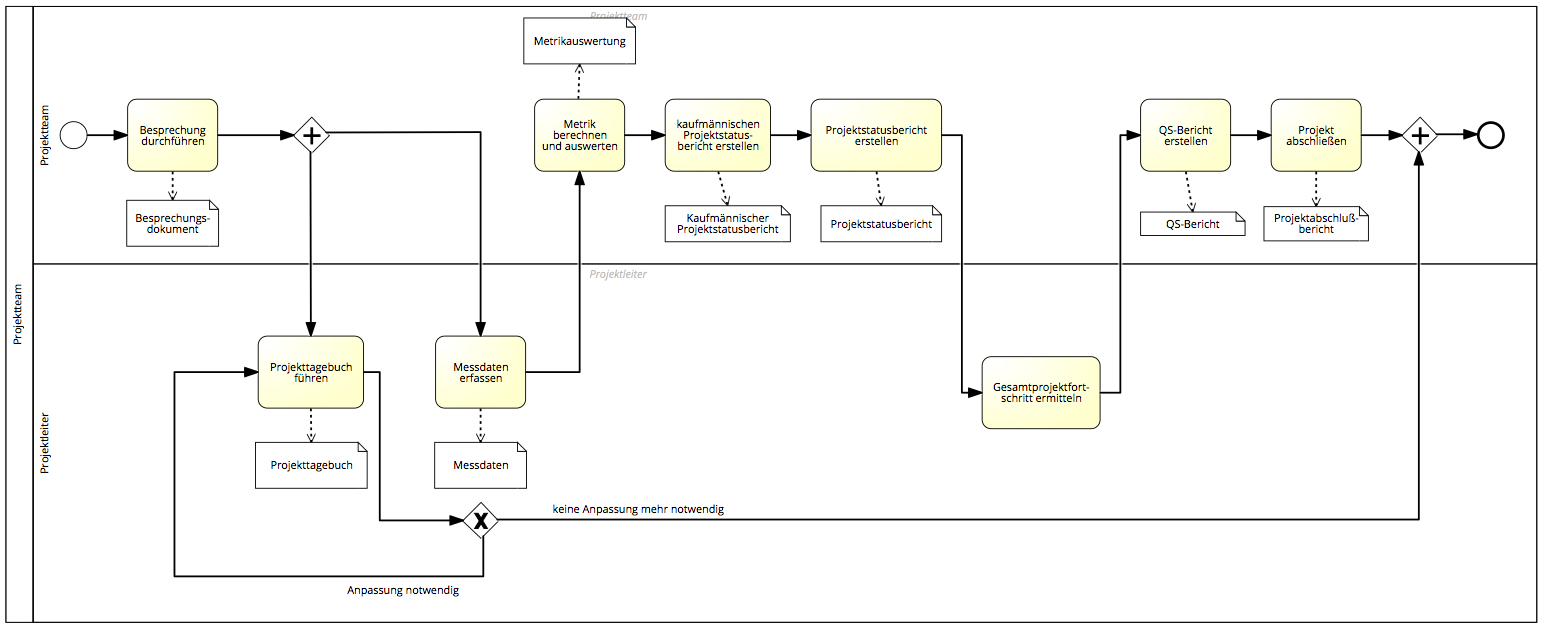 Projektteam
Projektteam
Projektteam
Metrikauswertung
Besprechung
durchführen
Metrik
berechnen
und auswerten
kaufmännischen
Projektstatus-
bericht erstellen
Projektstatusbericht
erstellen
QS-Bericht
erstellen
Projekt
abschließen
Besprechungs-
dokument
Kaufmännischer
Projektstatusbericht
Projektstatusbericht
QS-Bericht
Projektabschluß-
bericht
Projektleiter
Projektleiter
Projekttagebuch
führen
Messdaten
erfassen
Gesamtprojektfort-
schritt ermitteln
Projekttagebuch
Messdaten
keine Anpassung mehr notwendig
Anpassung notwendig